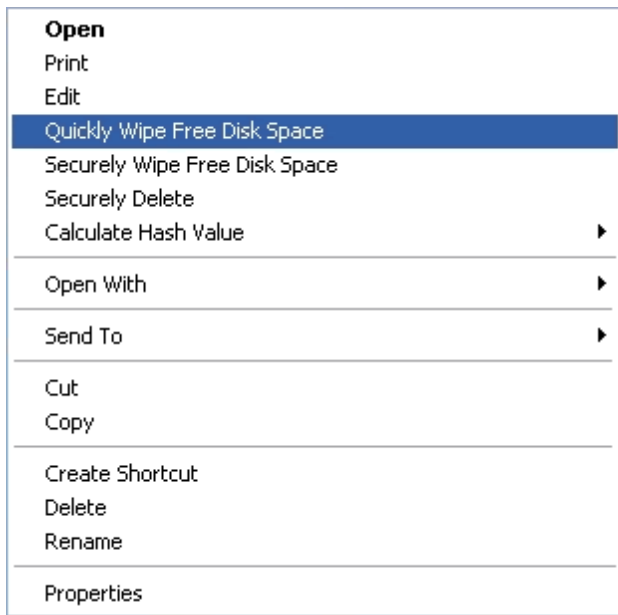 Open
Print
Edit
Quickly Wipe Free Disk Space
Securely Wipe Free Disk Space
Securely Delete
Calculate Hash Value
Open With
Send To
Cut
Copy
Create Shortcut
Delete
Rename
Properties